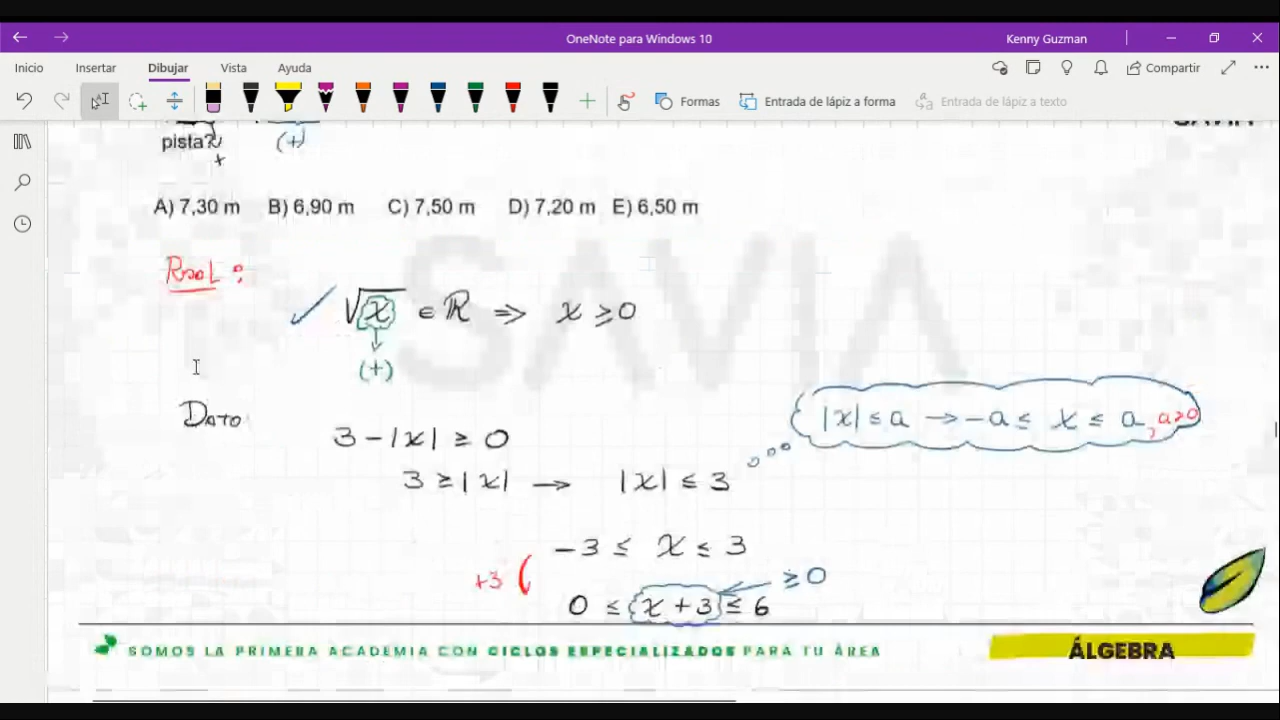 OneNote para Windows 10
Kenny Guzman
Inicio Insertar Dibujar Vista Ayuda
Compartir
Formas Entrada de lápiz a forma Entrada de lápiz a texto
pista? (+)
+
A) 7,30 m B) 6,90 m C) 7,50 m D) 7,20 m E) 6,50 m
SAVIA
Resol:
√x ∈ ℝ ⇒ x ≥ 0
(+)
Dato
|x| ≤ a → -a ≤ x ≤ a, a>0
3 - |x| ≥ 0
3 ≥ |x| → |x| ≤ 3
-3 ≤ x ≤ 3
+3 ( ≥ 0
0 ≤ x + 3 ≤ 6
SOMOS LA PRIMERA ACADEMIA CON CICLOS ESPECIALIZADOS PARA TU ÁREA
ÁLGEBRA